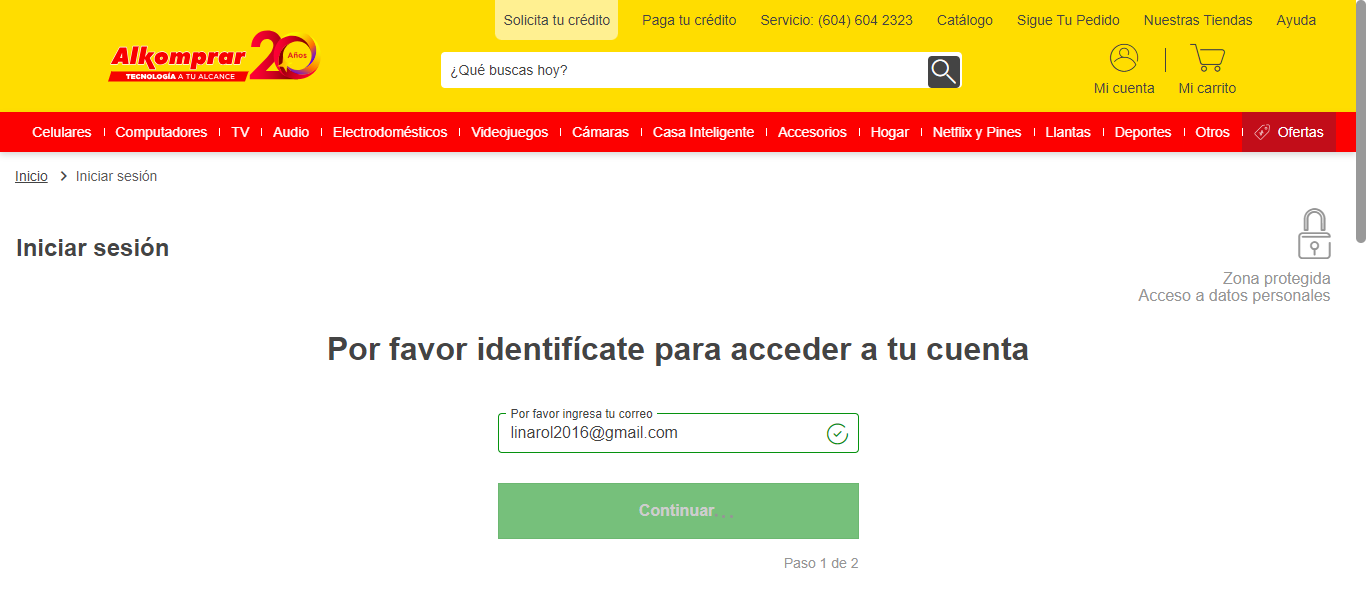 Solicita tu crédito Paga tu crédito Servicio: (604) 604 2323 Catálogo Sigue Tu Pedido Nuestras Tiendas Ayuda
Alkomprar 20 Años
TECNOLOGÍA A TU ALCANCE
¿Qué buscas hoy?
Mi cuenta Mi carrito
Celulares Computadores TV Audio Electrodomésticos Videojuegos Cámaras Casa Inteligente Accesorios Hogar Netflix y Pines Llantas Deportes Otros Ofertas
Inicio Iniciar sesión
Iniciar sesión
Zona protegida
Acceso a datos personales
Por favor identifícate para acceder a tu cuenta
Por favor ingresa tu correo
linarol2016@gmail.com
Continuar...
Paso 1 de 2